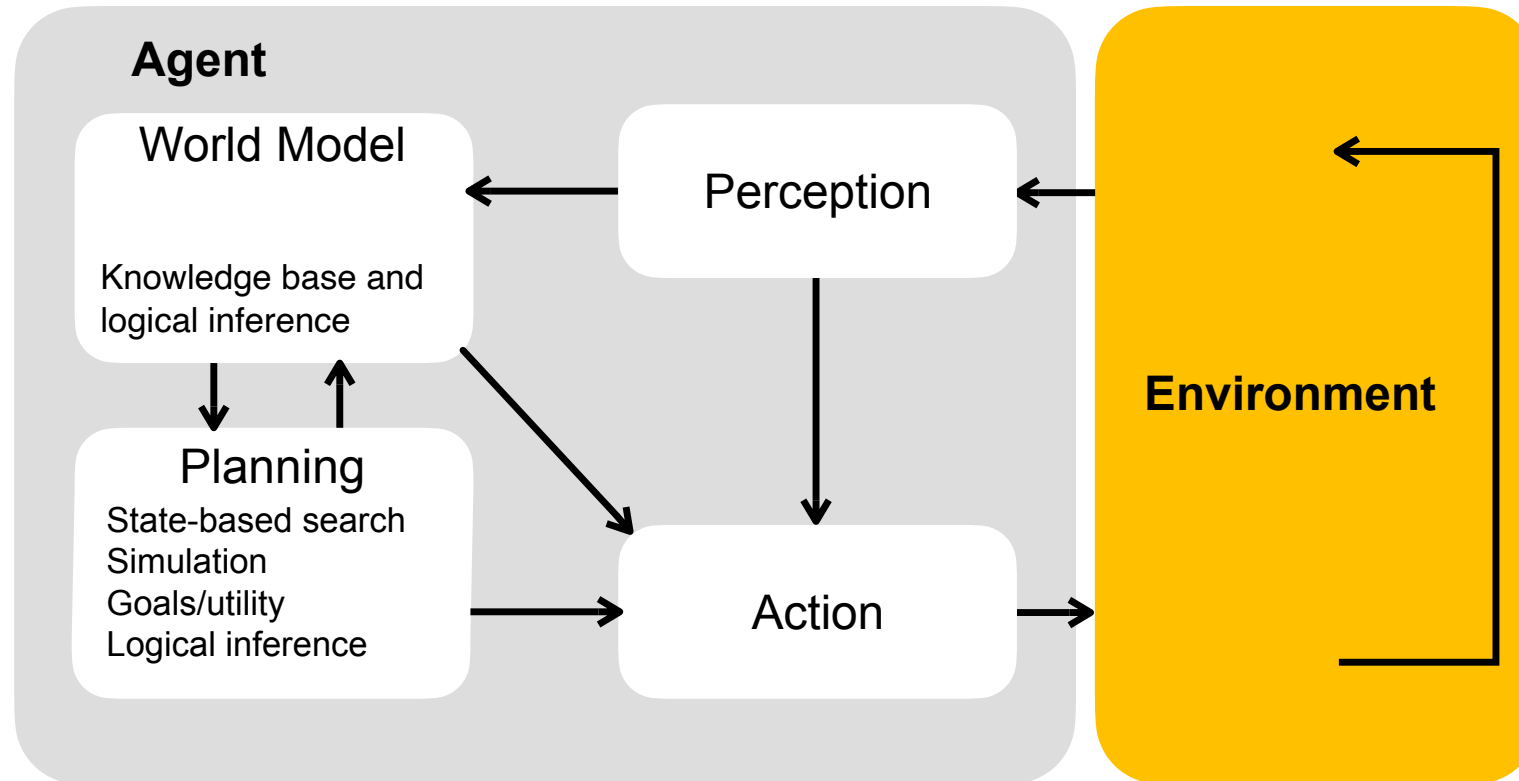 Agent
World Model
Knowledge base and
logical inference
Perception
Planning
State-based search
Simulation
Goals/utility
Logical inference
Action
Environment